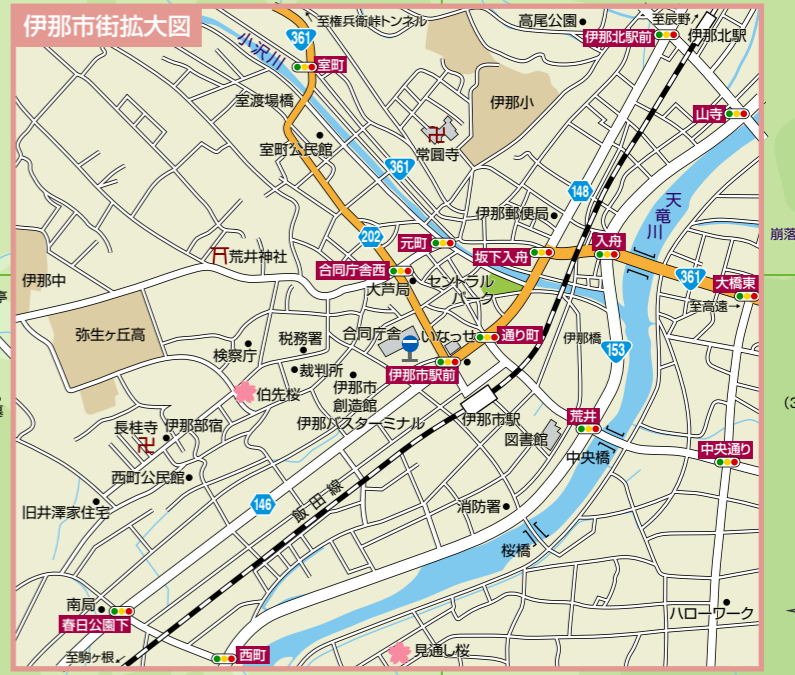 伊那市街拡大図
至権兵衛峠トンネル
高尾公園
至辰野
361
小沢川
室町
伊那北駅前
伊那北駅
室渡場橋
伊那小
山寺
室町公民館
常圓寺
361
148
天竜川
伊那郵便局
202
元町
坂下入舟
入舟
崩落
荒井神社
合同庁舎西
大芦局
セントラル
パーク
361
大橋東
伊那中
至高遠→
弥生ヶ丘高
税務署
合同庁舎
いなっせ
通り町
伊那橋
153
検察庁
裁判所
伊那市駅前
伯先桜
伊那市
創造館
伊那バスターミナル
伊那市駅
荒井
長桂寺
伊那部宿
図書館
中央橋
中央通り
西町公民館
146
飯田線
消防署
旧井澤家住宅
桜橋
南局
春日公園下
ハローワーク
至駒ヶ根
西町
見通し桜